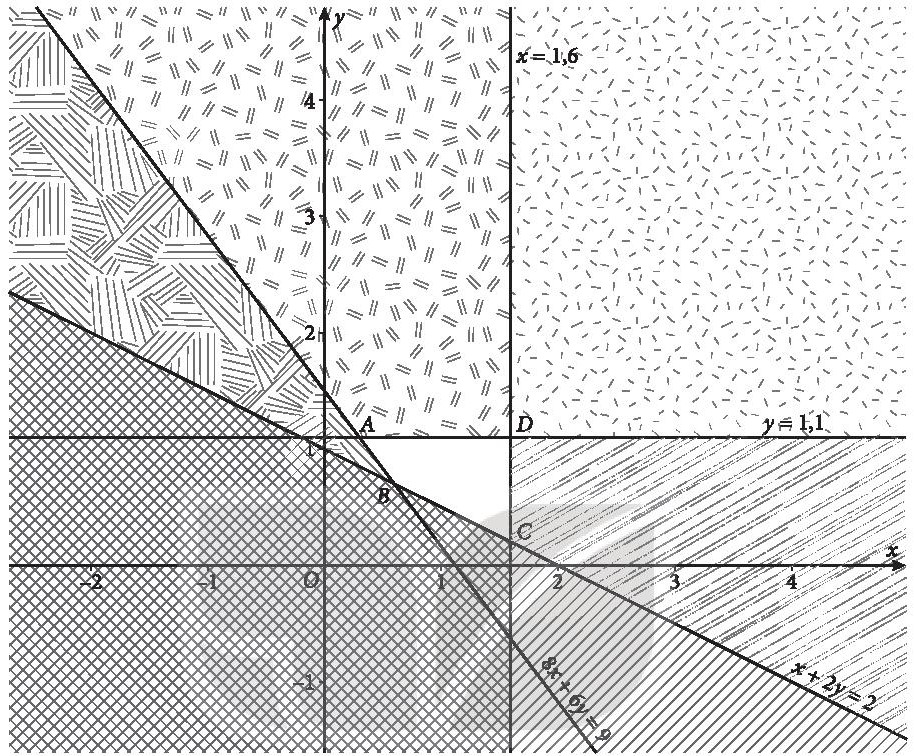 y
x = 1,6
4
3
2
A
D
y = 1,1
1
B
C
x
-2
-1
O
1
2
3
4
-1
8x + 6y = 9
x + 2y = 2